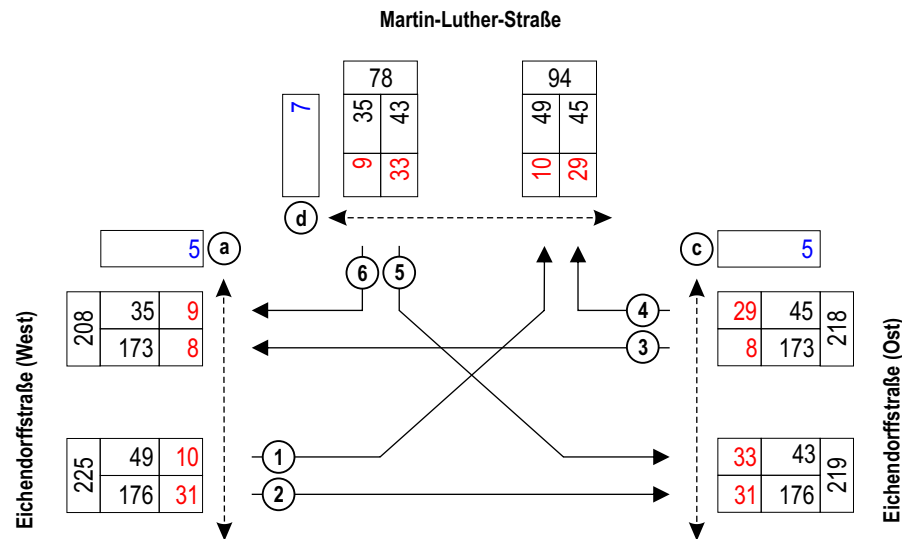 Martin-Luther-Straße
78
94
7
35 43
49 45
9 33
10 29
d
5 a
c 5
6 5
208 35 9
173 8
4
3
29 45 218
8 173
Eichendorffstraße (West)
Eichendorffstraße (Ost)
225 49 10
176 31
1
2
33 43 219
31 176